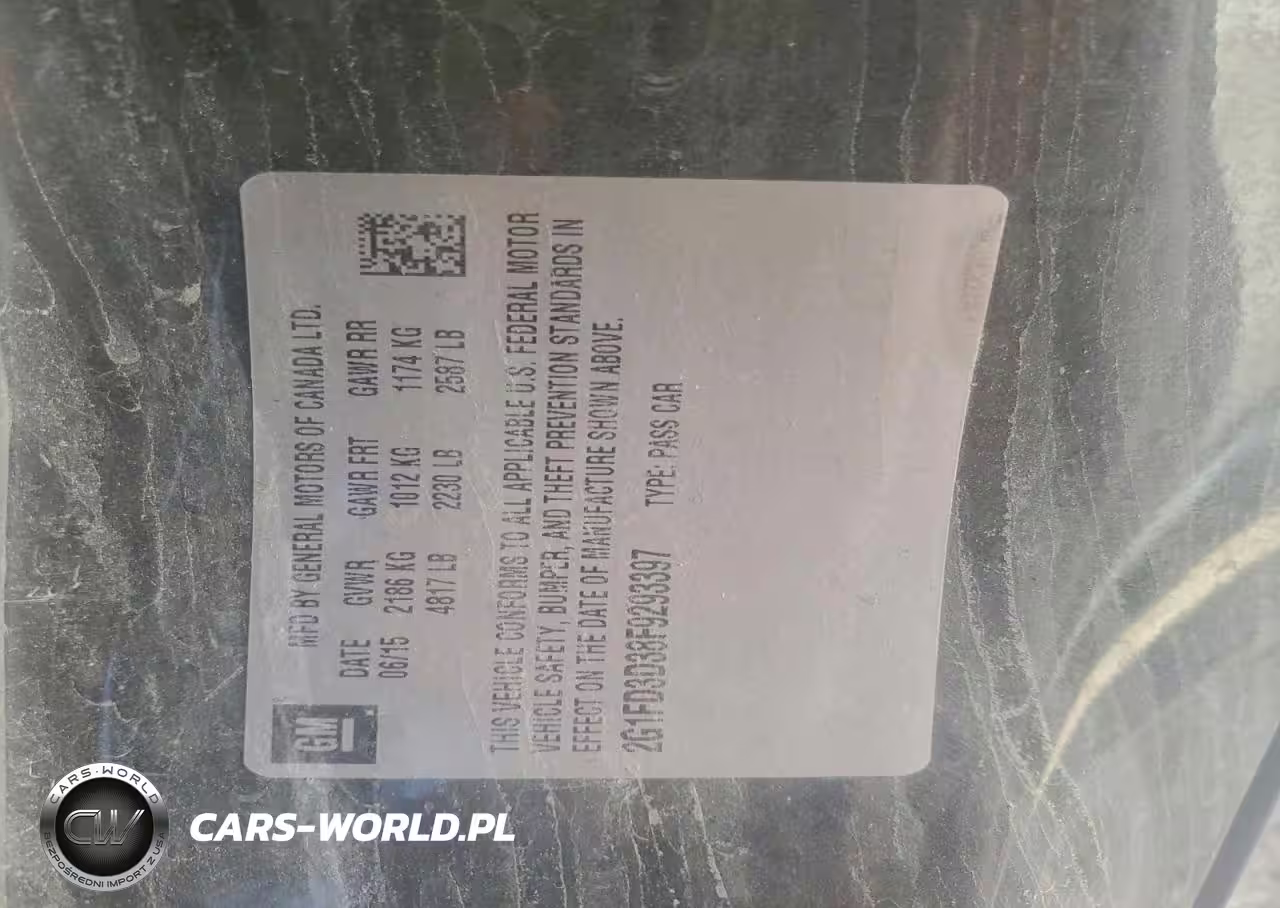 MFD BY GENERAL MOTORS OF CANADA LTD.
DATE GVWR GAWR FRT GAWR RR
06/15 2186 KG 1012 KG 1174 KG
4817 LB 2230 LB 2587 LB
GM
THIS VEHICLE CONFORMS TO ALL APPLICABLE U.S. FEDERAL MOTOR
VEHICLE SAFETY, BUMPER, AND THEFT PREVENTION STANDARDS IN
EFFECT ON THE DATE OF MANUFACTURE SHOWN ABOVE.
2G1FD3D38F9293397 TYPE: PASS CAR
CARS-WORLD
CW
BEZPOŚREDNI IMPORT Z USA
CARS-WORLD.PL